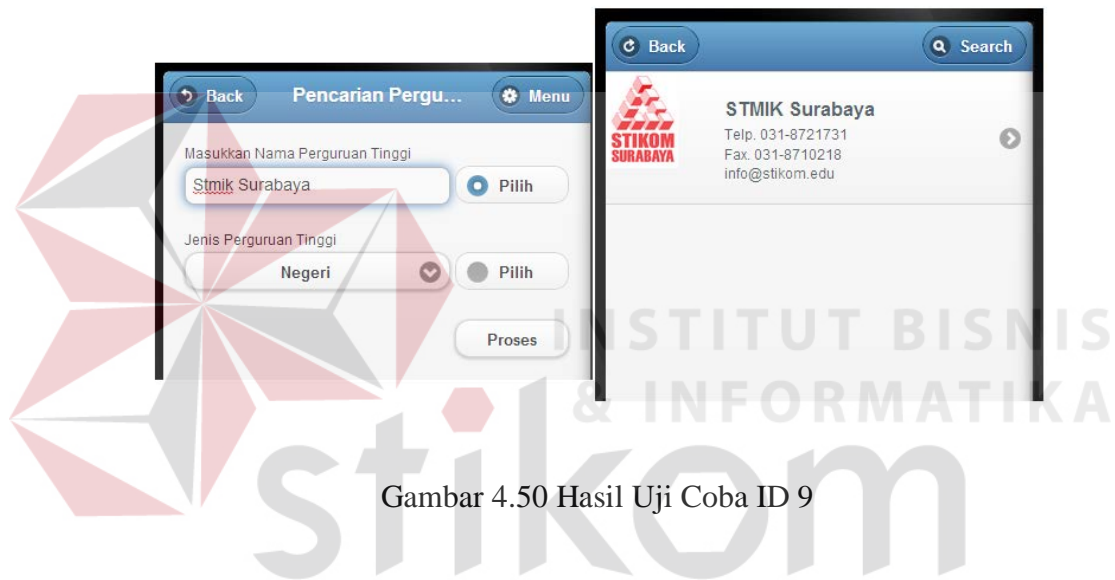 Back
Pencarian Pergu...
Menu
Masukkan Nama Perguruan Tinggi
Stmik Surabaya
Pilih
Jenis Perguruan Tinggi
Negeri
Pilih
Proses
Back
Search
STIKOM
SURABAYA
STMIK Surabaya
Telp. 031-8721731
Fax. 031-8710218
info@stikom.edu
INSTITUT BISNIS
& INFORMATIKA
stikom
Gambar 4.50 Hasil Uji Coba ID 9